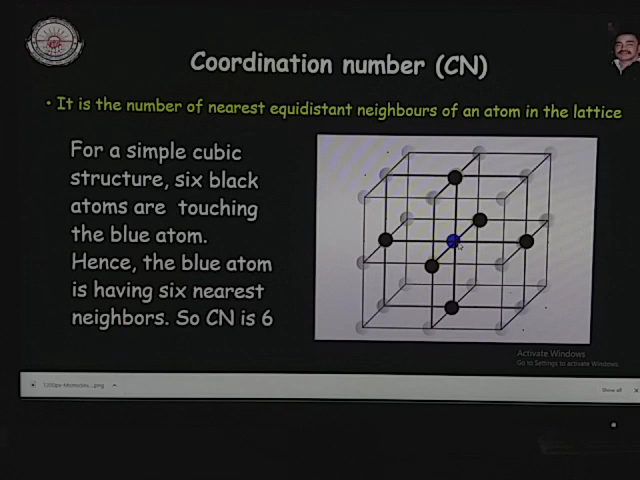 Coordination number (CN)
• It is the number of nearest equidistant neighbours of an atom in the lattice
For a simple cubic
structure, six black
atoms are touching
the blue atom.
Hence, the blue atom
is having six nearest
neighbors. So CN is 6
Activate Windows
Go to Settings to activate Windows.
Show all